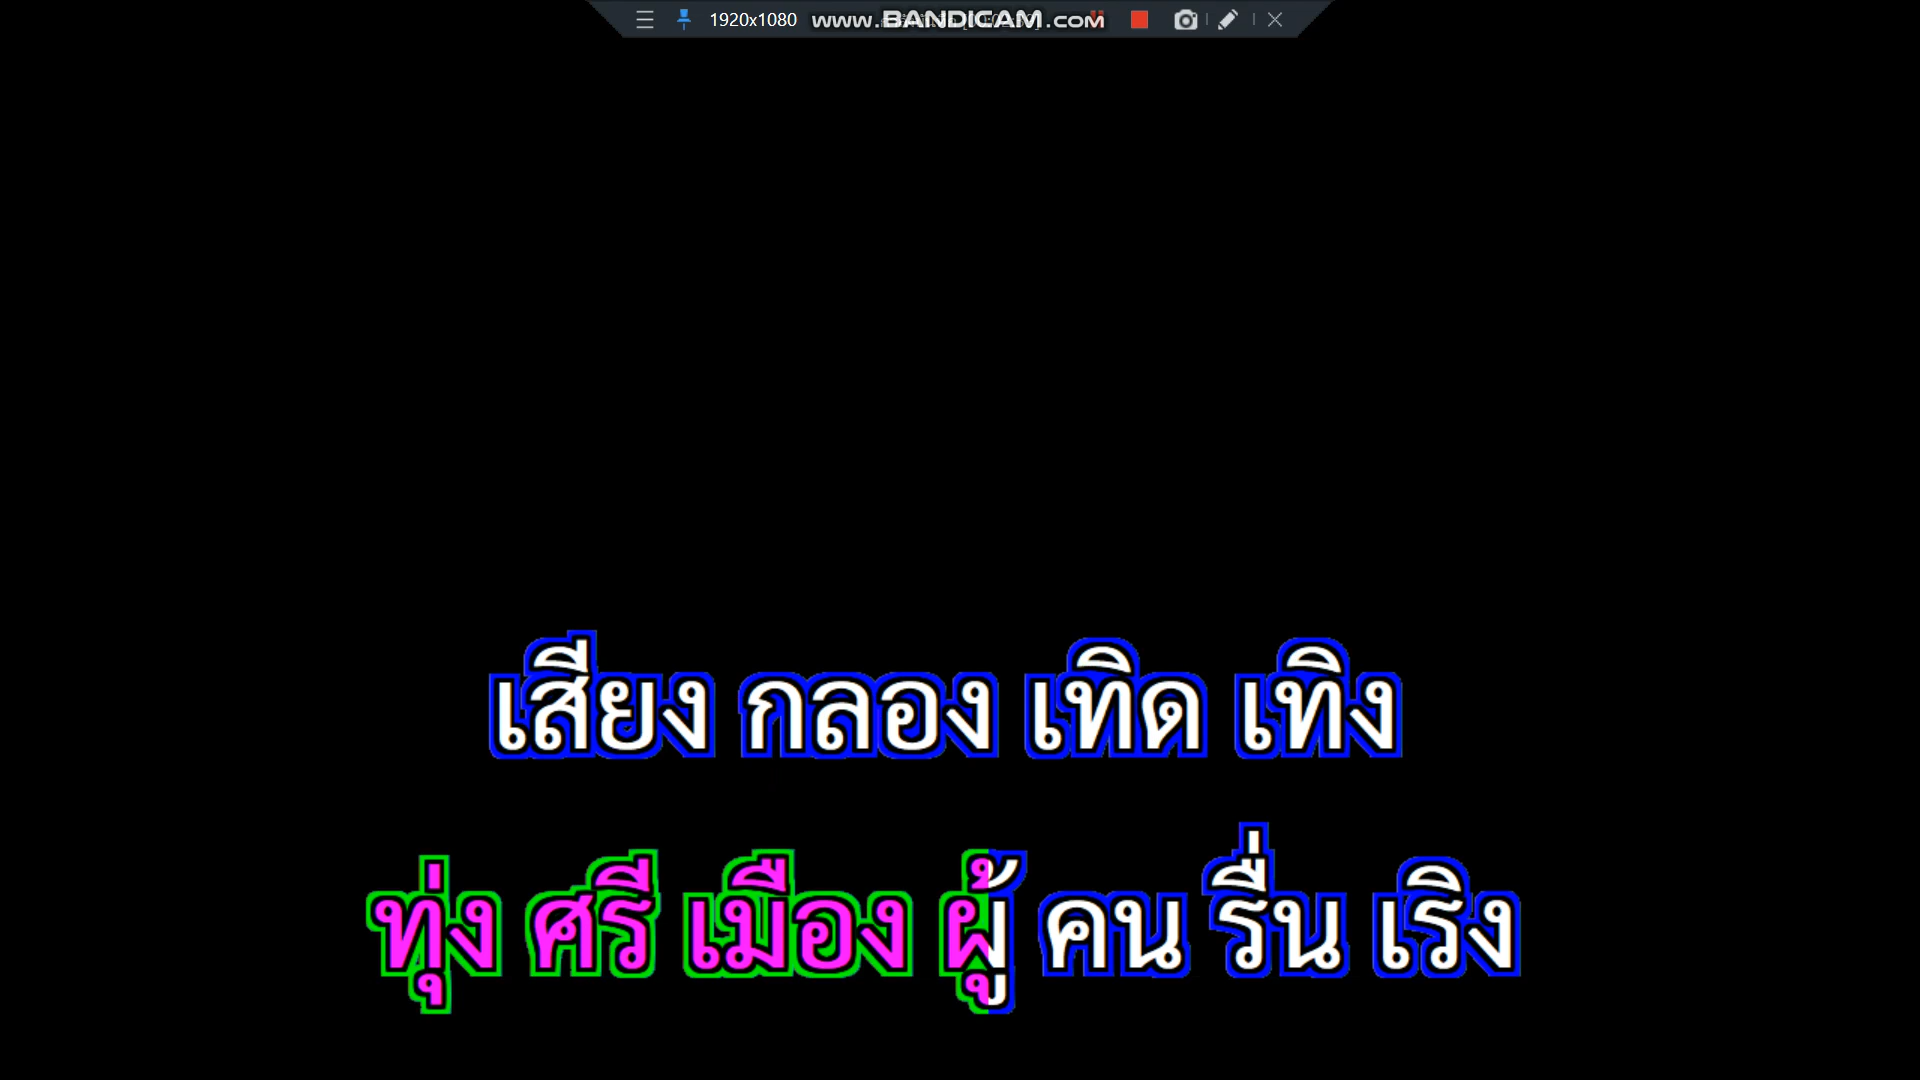 1920x1080 www.BANDICAM.com
เสียง กลอง เทิด เทิง
ทุ่ง ศรี เมือง ผู้ คน รื่น เริง